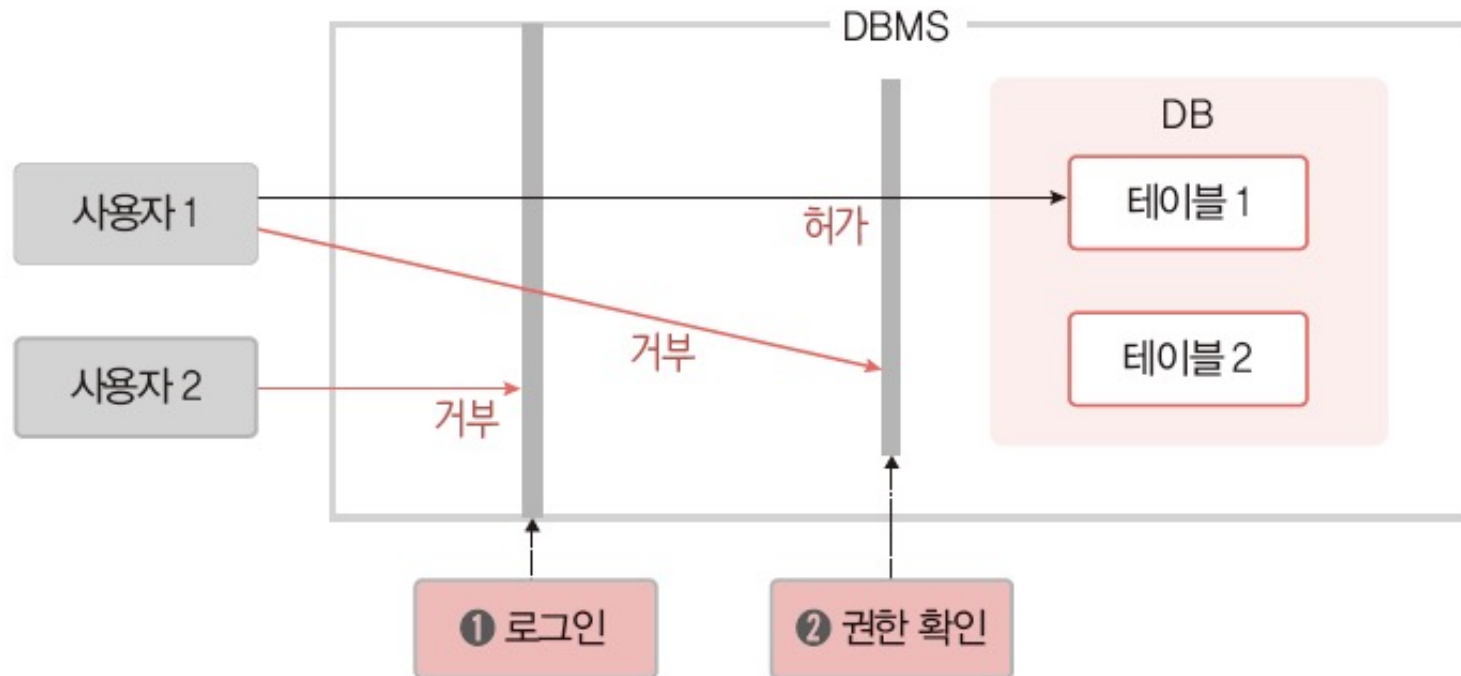 DBMS
DB
사용자 1
테이블 1
허가
거부
테이블 2
사용자 2
거부
❶ 로그인
❷ 권한 확인